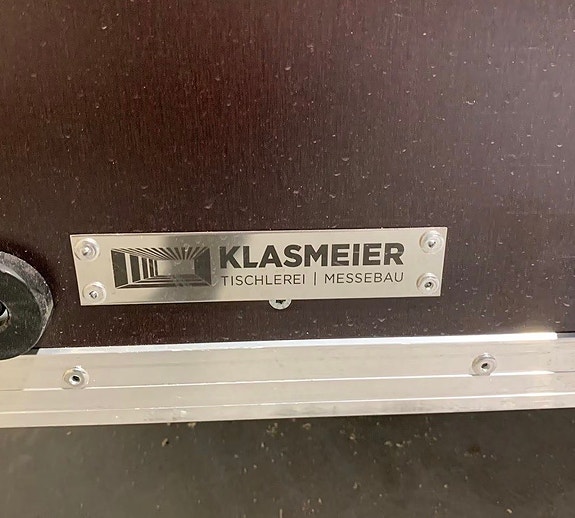 KLASMEIER
TISCHLEREI | MESSEBAU